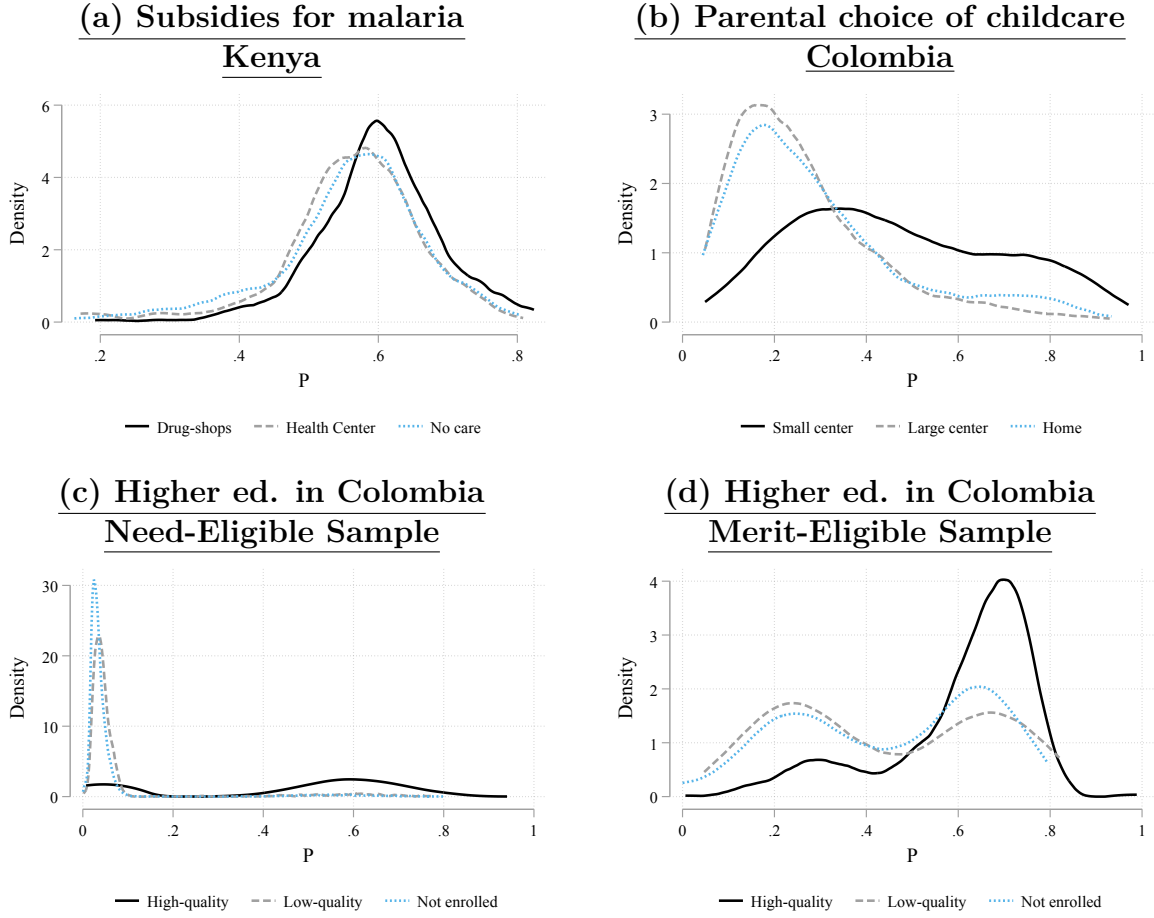 (a) Subsidies for malaria
Kenya
(b) Parental choice of childcare
Colombia
6
4
2
0
Density
.2
.4
.6
.8
P
Drug-shops
Health Center
No care
3
2
1
0
Density
0
.2
.4
.6
.8
1
P
Small center
Large center
Home
(c) Higher ed. in Colombia
Need-Eligible Sample
(d) Higher ed. in Colombia
Merit-Eligible Sample
30
20
10
0
Density
0
.2
.4
.6
.8
1
P
High-quality
Low-quality
Not enrolled
4
3
2
1
0
Density
0
.2
.4
.6
.8
1
P
High-quality
Low-quality
Not enrolled